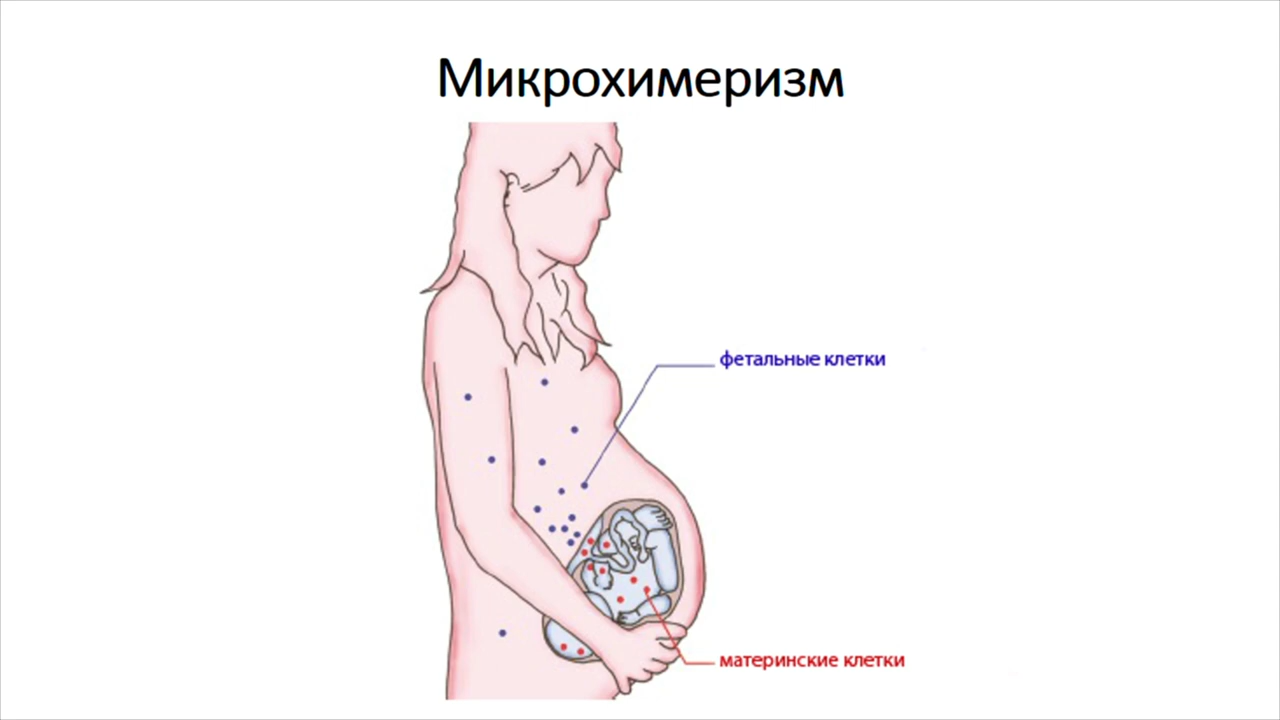 Микрохимеризм
фетальные клетки
материнские клетки